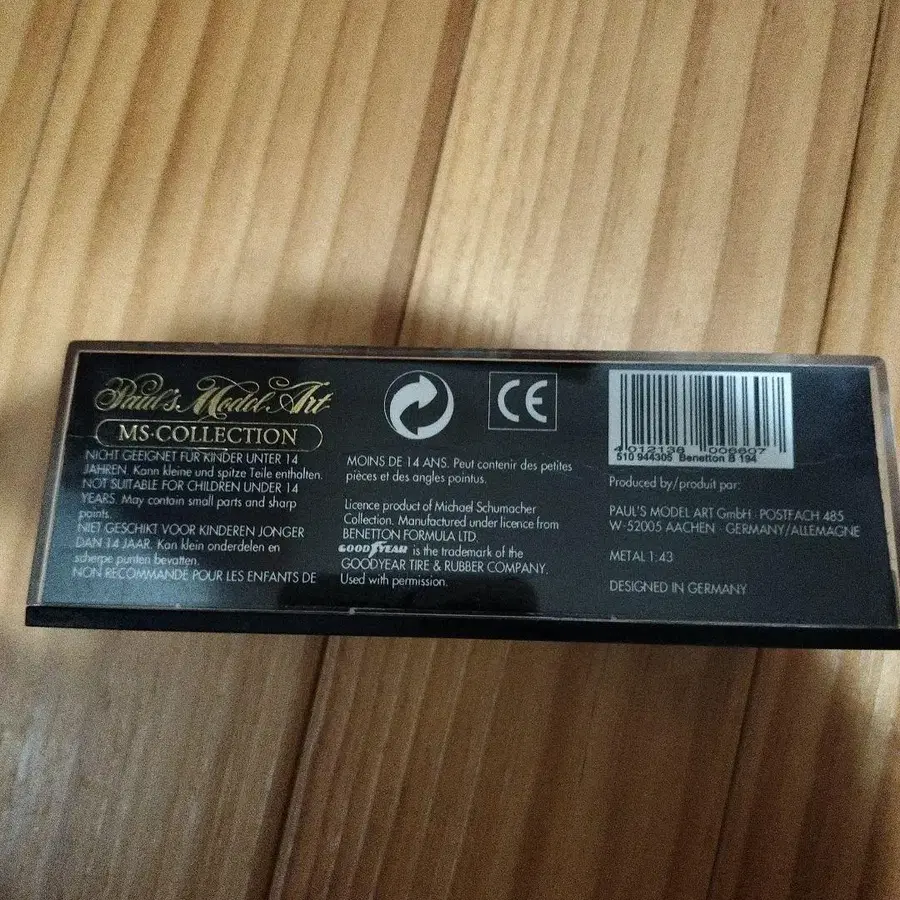 Paul's Model Art
MS·COLLECTION
NICHT GEEIGNET FÜR KINDER UNTER 14
JAHREN. Kann kleine und spitze Teile enthalten.
NOT SUITABLE FOR CHILDREN UNDER 14
YEARS. May contain small parts and sharp
points.
NIET GESCHIKT VOOR KINDEREN JONGER
DAN 14 JAAR. Kan klein onderdelen en
scherpe punten bevatten.
NON RECOMMANDE POUR LES ENFANTS DE
MOINS DE 14 ANS. Peut contenir des petites
pièces et des angles pointus.
Licence product of Michael Schumacher
Collection. Manufactured under licence from
BENETTON FORMULA LTD.
GOODYEAR is the trademark of the
GOODYEAR TIRE & RUBBER COMPANY.
Used with permission.
CE
4 012138 006807
510 944305 Benetton B 194
Produced by/produit par:
PAUL'S MODEL ART GmbH · POSTFACH 485
W-52005 AACHEN · GERMANY/ALLEMAGNE
METAL 1:43
DESIGNED IN GERMANY